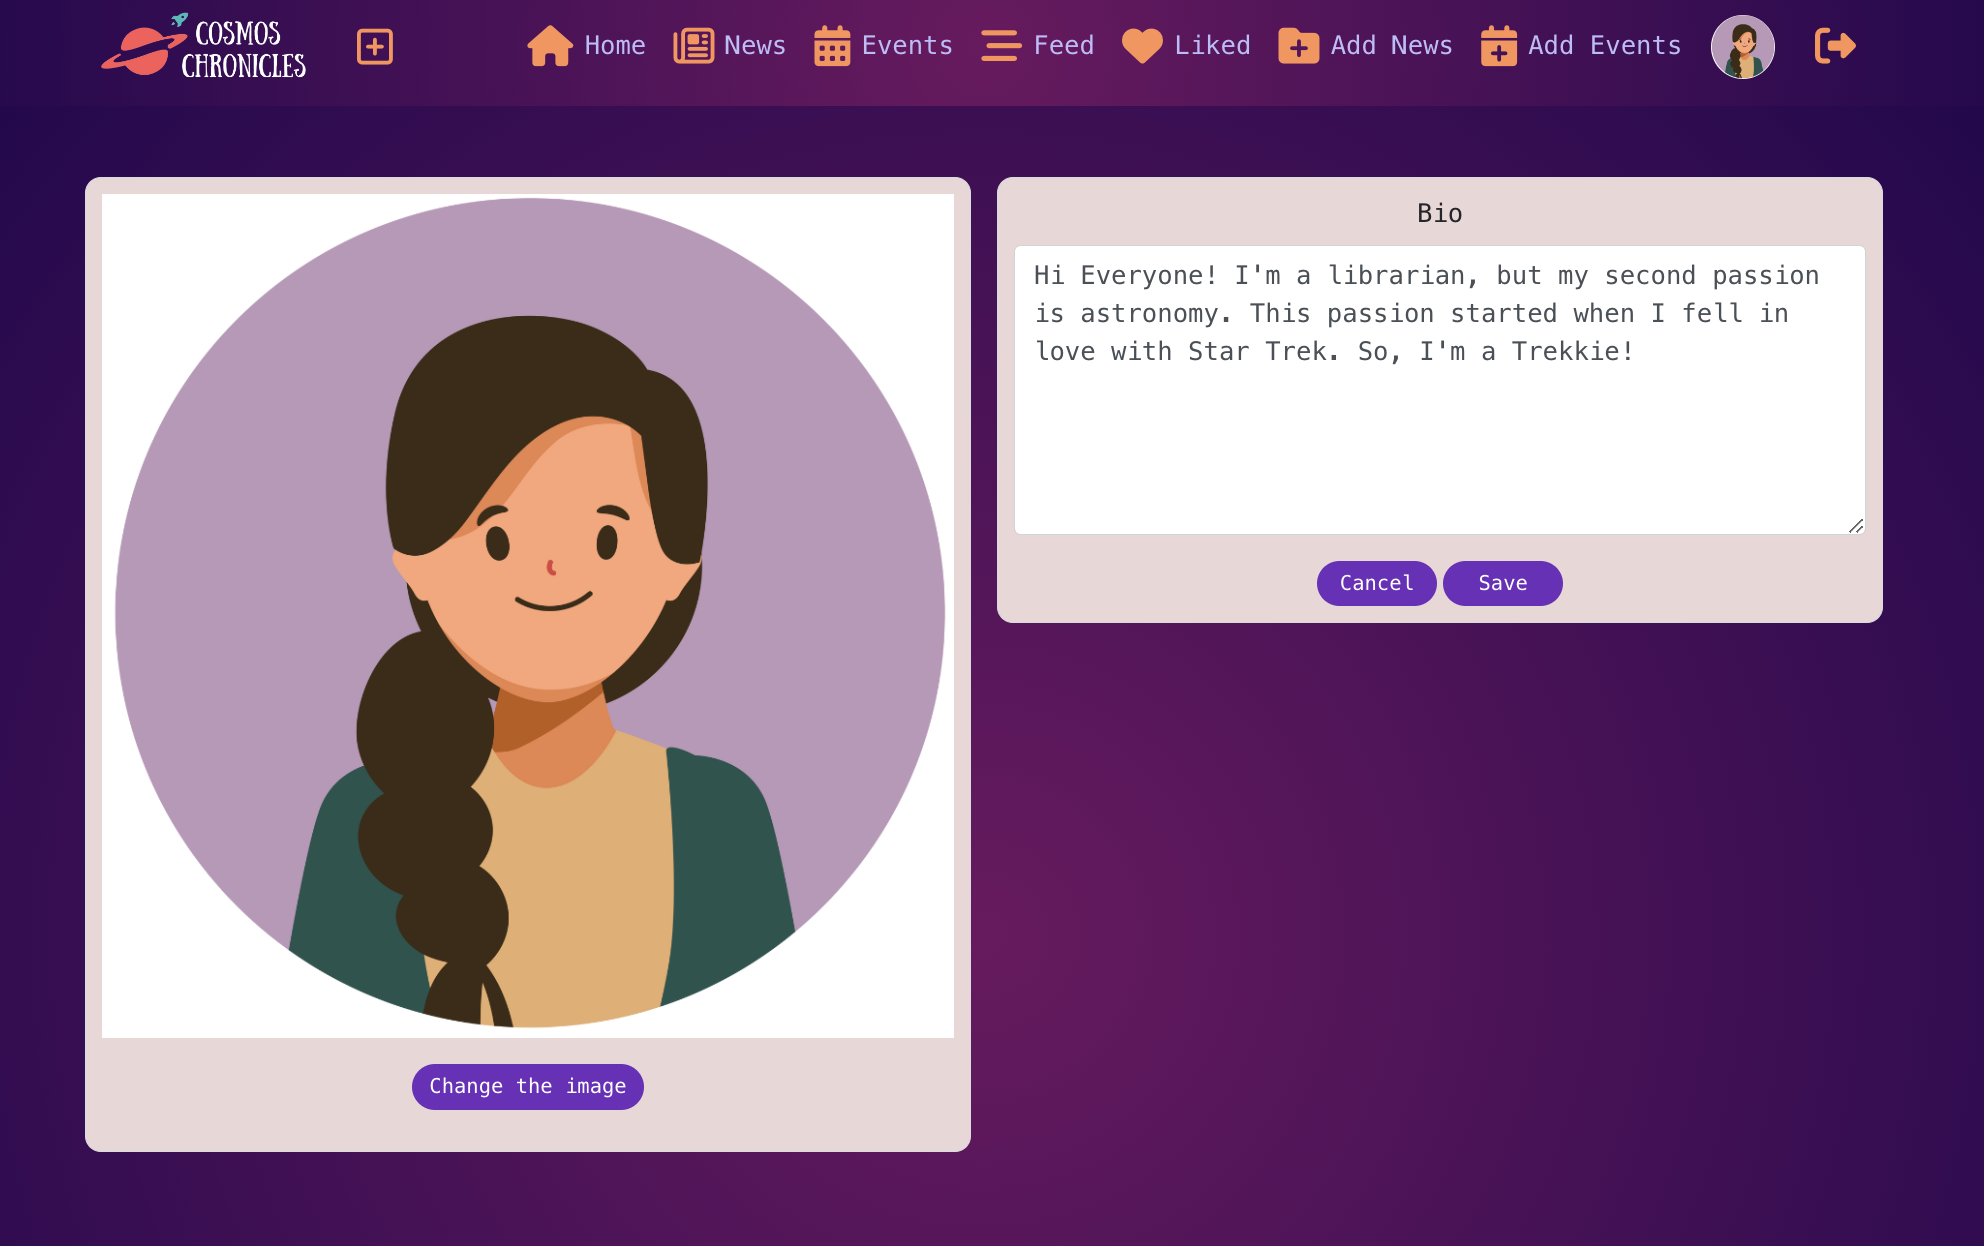 COSMOS
CHRONICLES
Home News Events Feed Liked Add News Add Events
Bio
Hi Everyone! I'm a librarian, but my second passion
is astronomy. This passion started when I fell in
love with Star Trek. So, I'm a Trekkie!
Cancel Save
Change the image